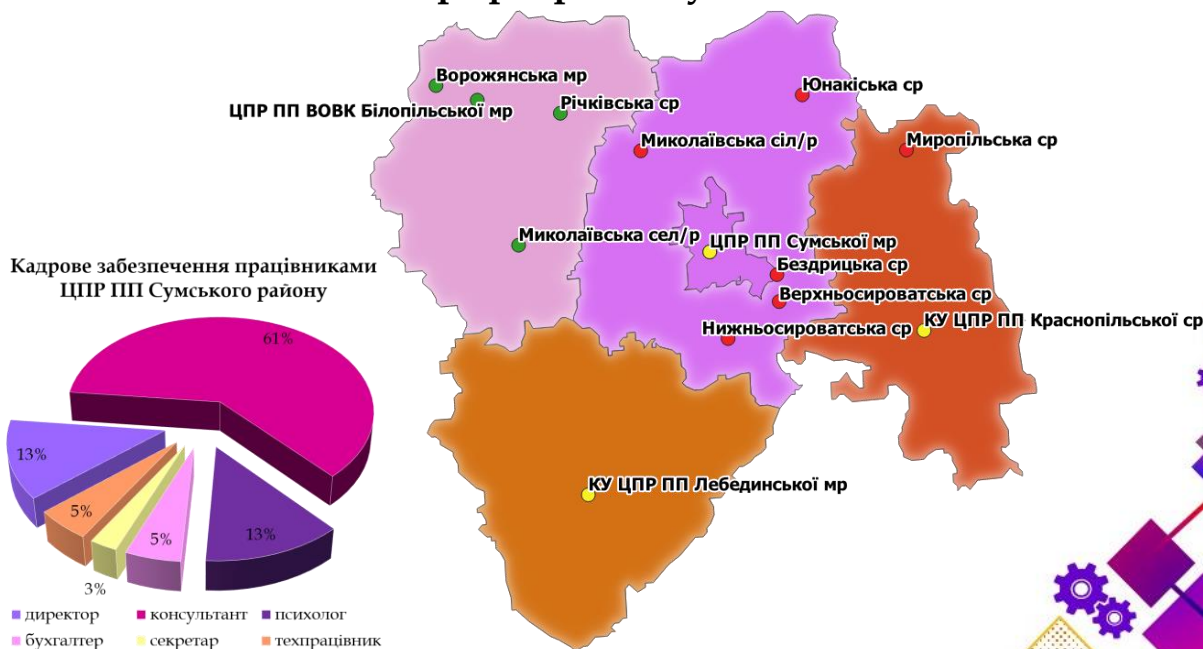 Ворожянська мр
Юнакіська ср
ЦПР ПП ВОВК Білопільської мр
Річківська ср
Миколаївська сіл/р
Миропільська ср
Миколаївська сел/р
ЦПР ПП Сумської мр
Бездрицька ср
Верхньосироватська ср
Нижньосироватська ср
КУ ЦПР ПП Краснопільської ср
КУ ЦПР ПП Лебединської мр
Кадрове забезпечення працівниками
ЦПР ПП Сумського району
61%
13%
5%
3%
5%
13%
директор
консультант
психолог
бухгалтер
секретар
техпрацівник